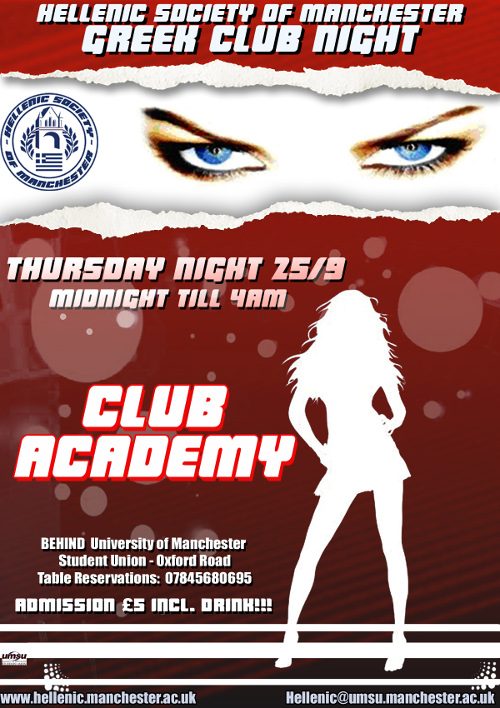 HELLENIC SOCIETY OF MANCHESTER
GREEK CLUB NIGHT
HELLENIC SOCIETY
OF MANCHESTER
THURSDAY NIGHT 25/9
MIDNIGHT TILL 4AM
CLUB
ACADEMY
BEHIND University of Manchester
Student Union - Oxford Road
Table Reservations: 07845680695
ADMISSION £5 INCL. DRINK!!!
umsu
www.hellenic.manchester.ac.uk
Hellenic@umsu.manchester.ac.uk